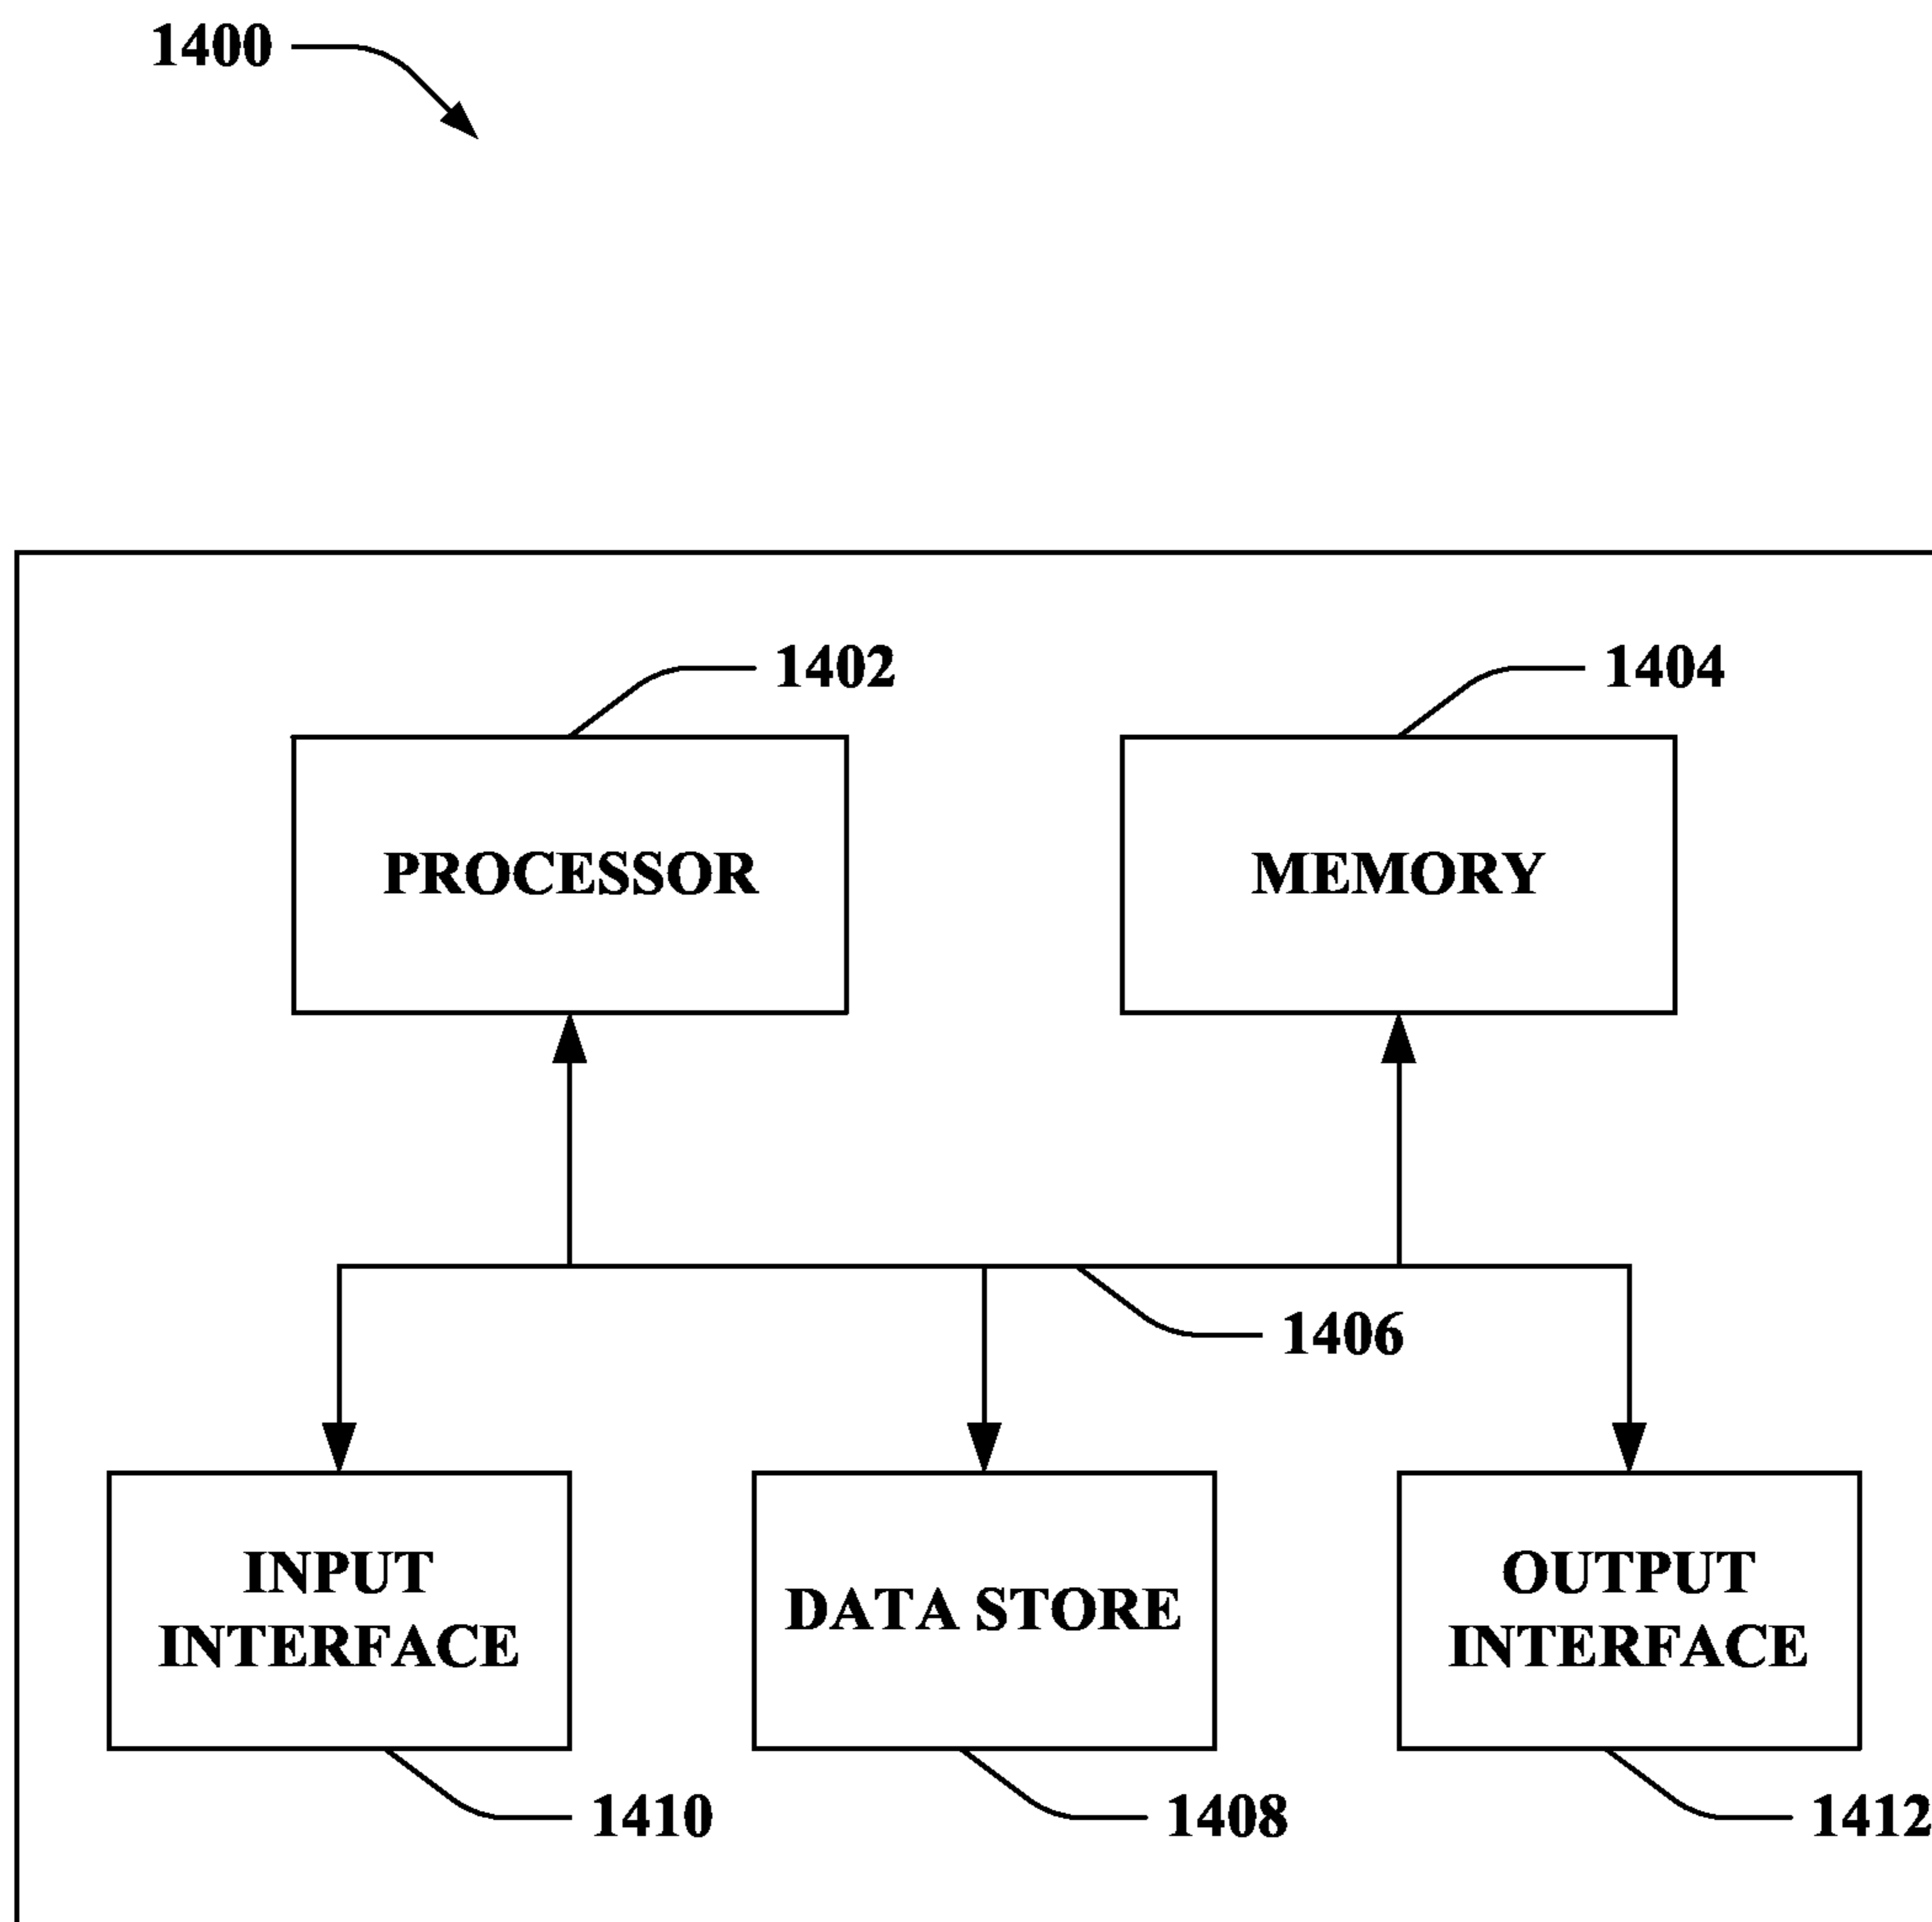 1400
1402
1404
PROCESSOR
MEMORY
1406
INPUT
INTERFACE
DATA STORE
OUTPUT
INTERFACE
1410
1408
1412